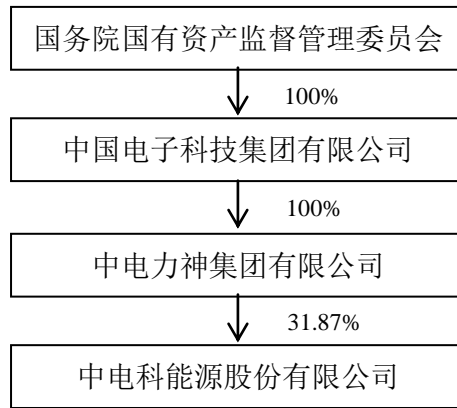 国务院国有资产监督管理委员会
100%
中国电子科技集团有限公司
100%
中电力神集团有限公司
31.87%
中电科能源股份有限公司